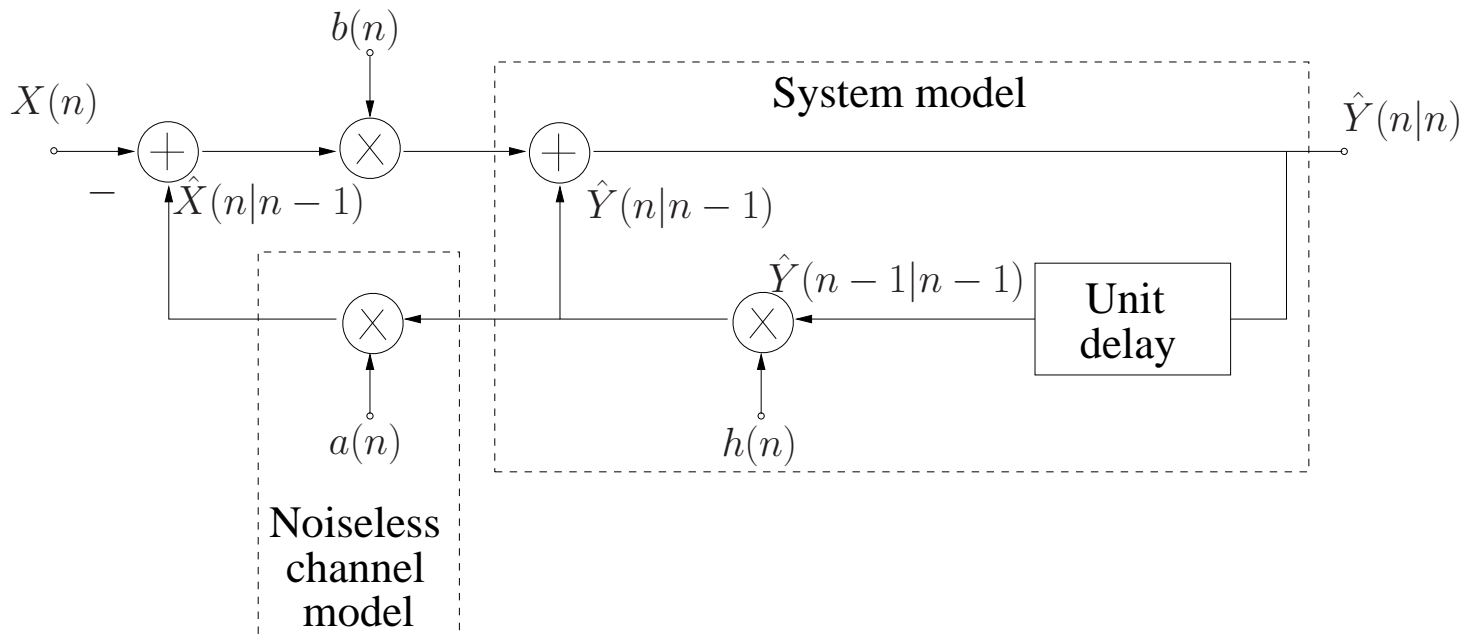 b(n)
System model
X(n)
Ŷ(n|n)
+
×
+
−
X̂(n|n − 1)
Ŷ(n|n − 1)
Ŷ(n − 1|n − 1)
×
×
Unit
delay
a(n)
h(n)
Noiseless
channel
model